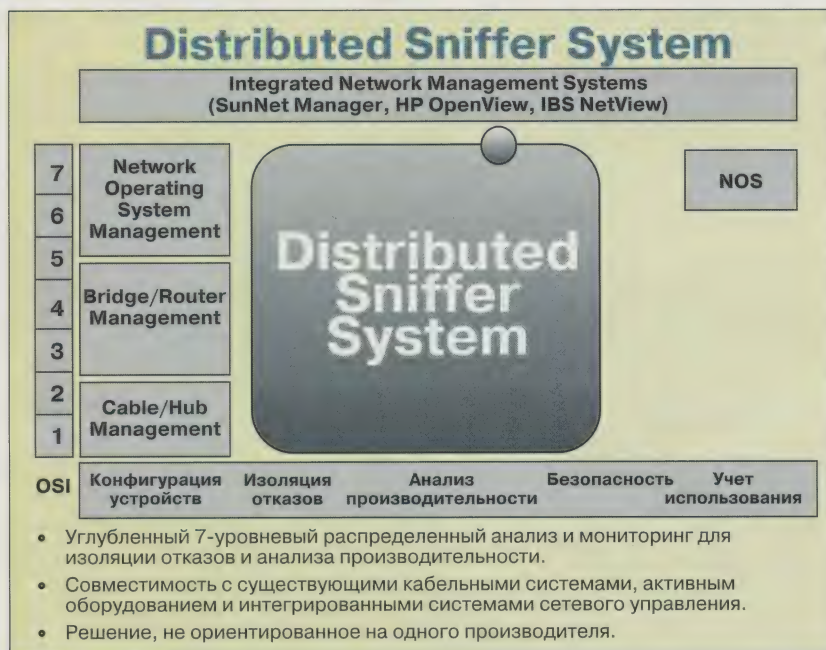 Distributed Sniffer System
Integrated Network Management Systems
(SunNet Manager, HP OpenView, IBS NetView)
7
6
5
4
3
2
1
OSI
Network
Operating
System
Management
Bridge/Router
Management
Cable/Hub
Management
Distributed
Sniffer
System
NOS
Конфигурация
устройств
Изоляция
отказов
Анализ
производительности
Безопасность
Учет
использования
• Углубленный 7-уровневый распределенный анализ и мониторинг для
изоляции отказов и анализа производительности.
• Совместимость с существующими кабельными системами, активным
оборудованием и интегрированными системами сетевого управления.
• Решение, не ориентированное на одного производителя.